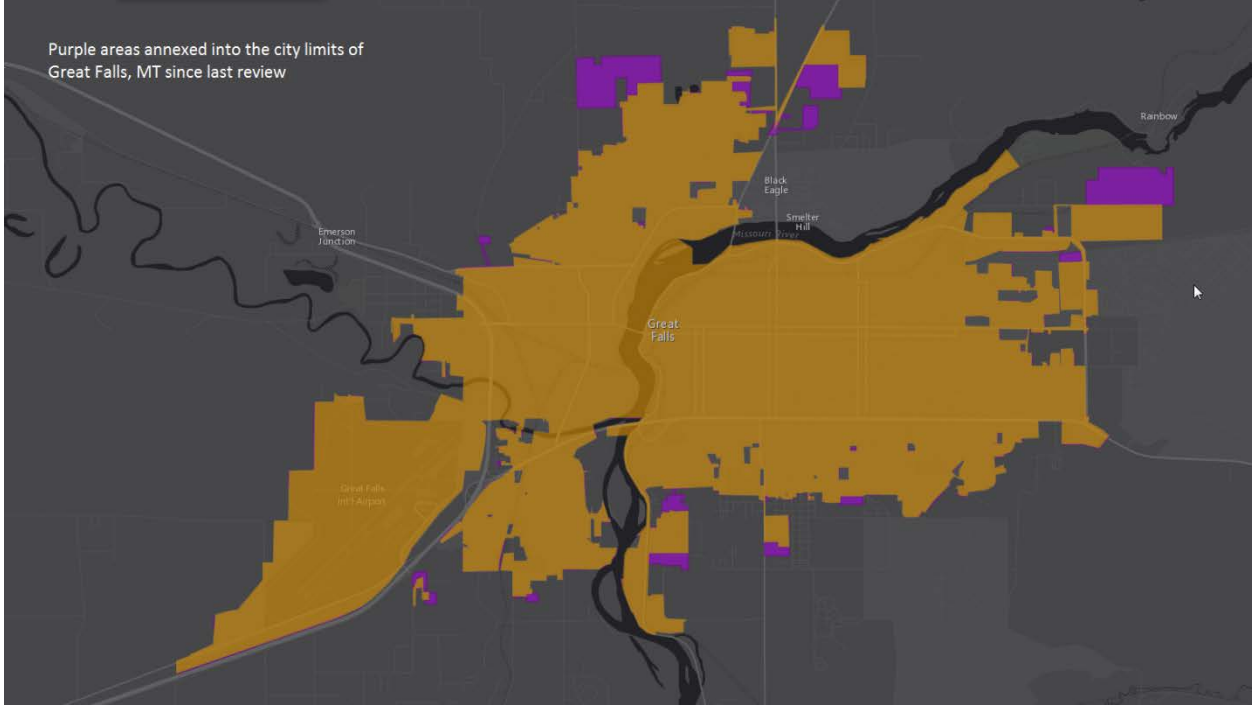 Purple areas annexed into the city limits of
Great Falls, MT since last review
Rainbow
Black
Eagle
Smelter
Hill
Missouri River
Emerson
Junction
Great
Falls
Great Falls
Int'l Airport